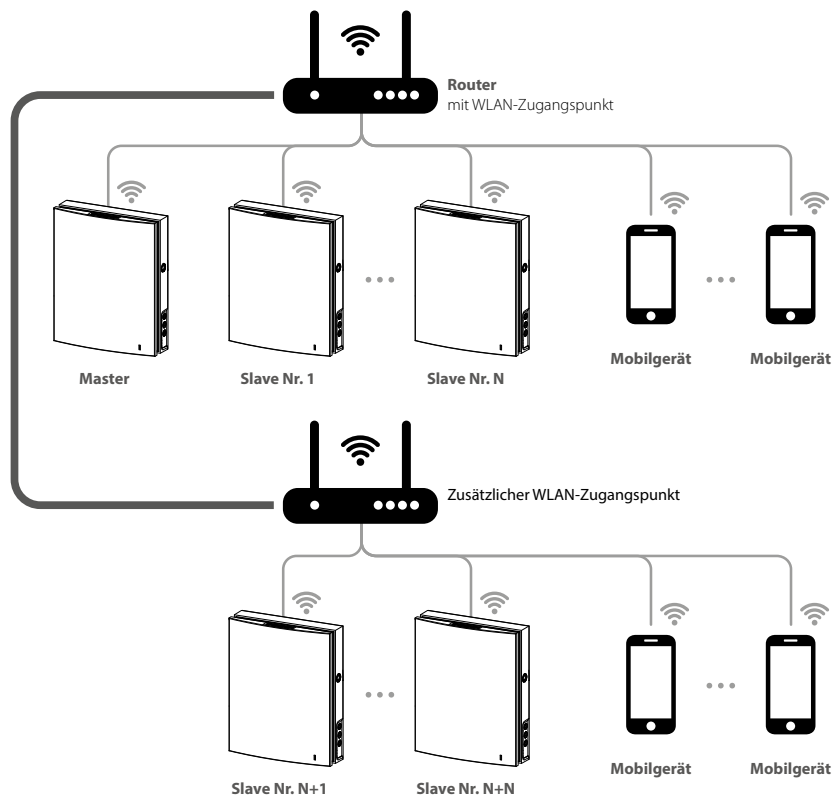 Router
mit WLAN-Zugangspunkt
Master
Slave Nr. 1
Slave Nr. N
Mobilgerät
Mobilgerät
Zusätzlicher WLAN-Zugangspunkt
Slave Nr. N+1
Slave Nr. N+N
Mobilgerät
Mobilgerät